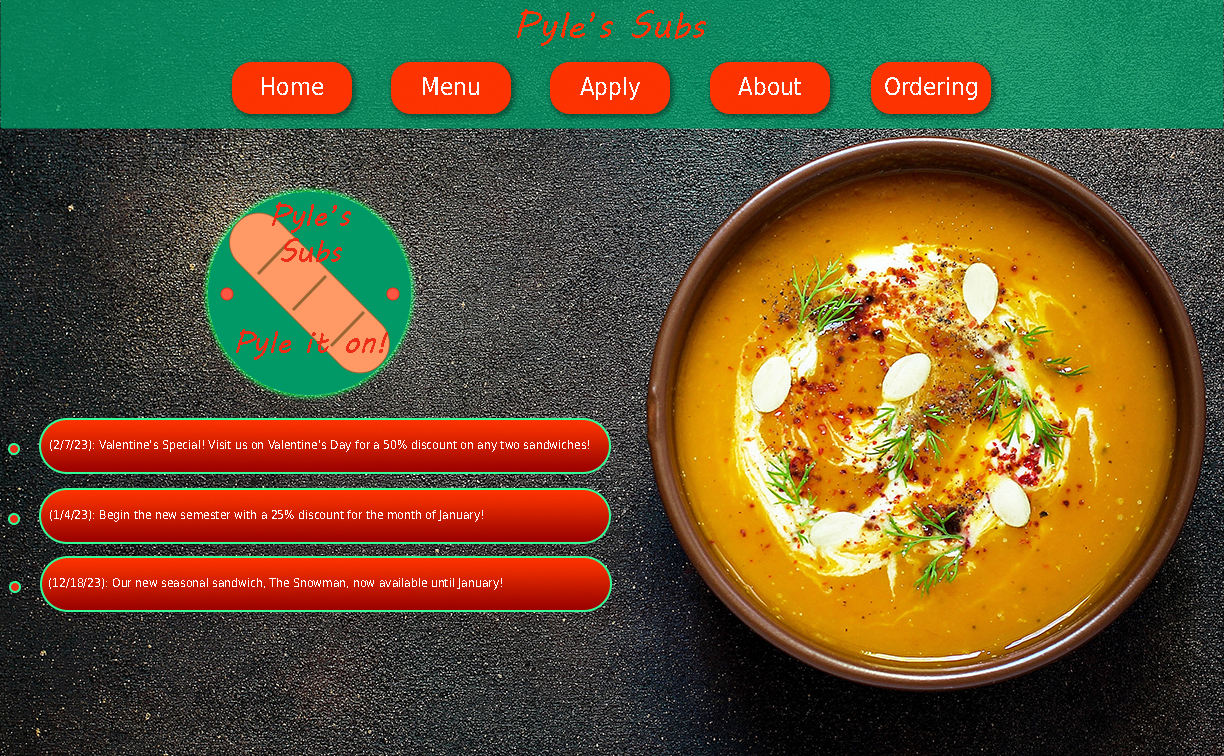 Pyle's Subs
Home Menu Apply About Ordering
Pyle's
Subs
Pyle it on!
(2/7/23): Valentine's Special! Visit us on Valentine's Day for a 50% discount on any two sandwiches!
(1/4/23): Begin the new semester with a 25% discount for the month of January!
(12/18/23): Our new seasonal sandwich, The Snowman, now available until January!